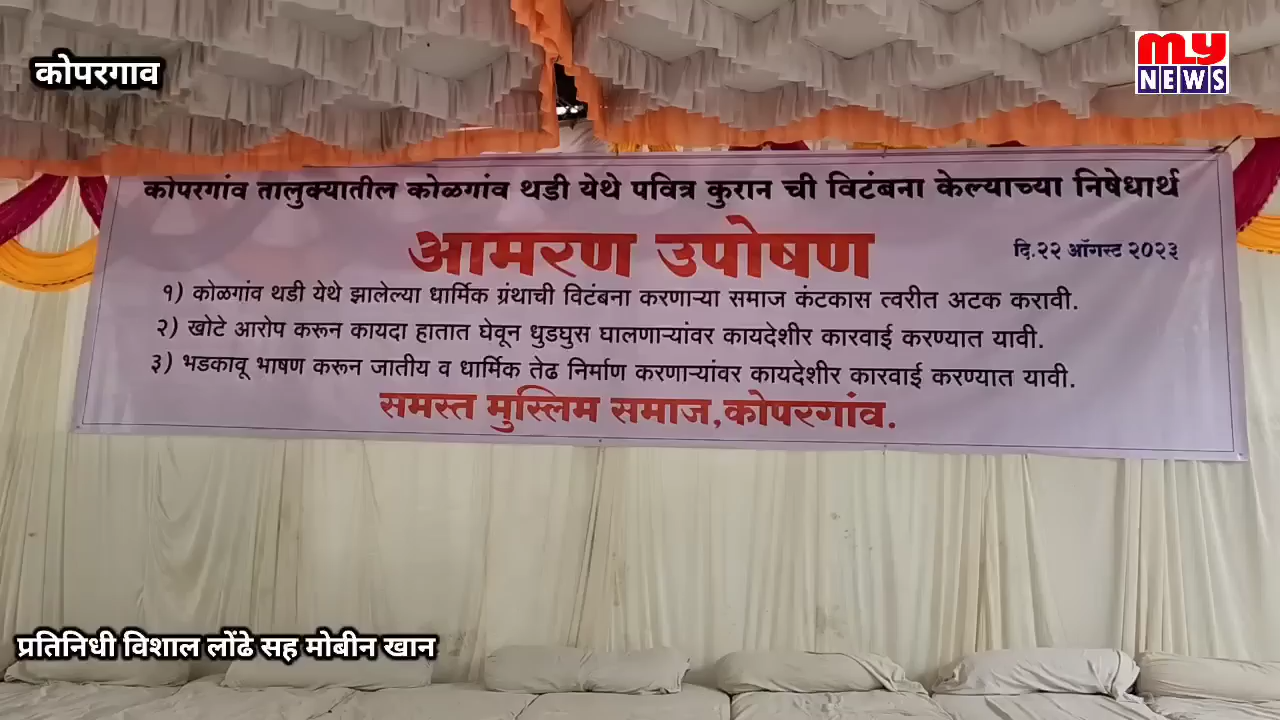 कोपरगाव
my
NEWS
कोपरगांव तालुक्यातील कोळगांव थडी येथे पवित्र कुरान ची विटंबना केल्याच्या निषेधार्थ
आमरण उपोषण
दि.२२ ऑगस्ट २०२३
१) कोळगांव थडी येथे झालेल्या धार्मिक ग्रंथाची विटंबना करणाऱ्या समाज कंटकास त्वरीत अटक करावी.
२) खोटे आरोप करून कायदा हातात घेवून धुडघुस घालणाऱ्यांवर कायदेशीर कारवाई करण्यात यावी.
३) भडकावू भाषण करून जातीय व धार्मिक तेढ निर्माण करणाऱ्यांवर कायदेशीर कारवाई करण्यात यावी.
समस्त मुस्लिम समाज,कोपरगांव.
प्रतिनिधी विशाल लोंढे सह मोबीन खान